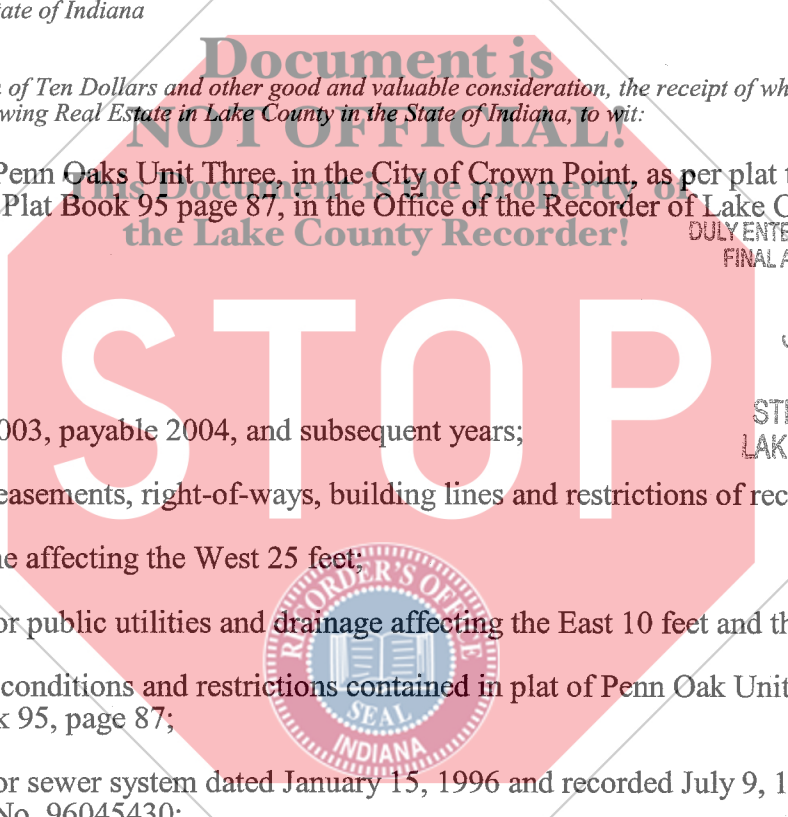 tate of Indiana
Document is
of Ten Dollars and other good and valuable consideration, the receipt of wh
wing Real Estate in Lake County in the State of Indiana, to wit:
NOT OFFICIAL!
Penn Oaks Unit Three, in the City of Crown Point, as per plat t
This Document is the property of
Plat Book 95 page 87, in the Office of the Recorder of Lake C
the Lake County Recorder!
DULY ENTE
FINAL A
STOP
STE
LAK
003, payable 2004, and subsequent years;
easements, right-of-ways, building lines and restrictions of rec
ne affecting the West 25 feet;
or public utilities and drainage affecting the East 10 feet and th
conditions and restrictions contained in plat of Penn Oak Unit
k 95, page 87;
RECORDER'S OFFICE
SEAL
INDIANA
or sewer system dated January 15, 1996 and recorded July 9, 1
No. 96045430;